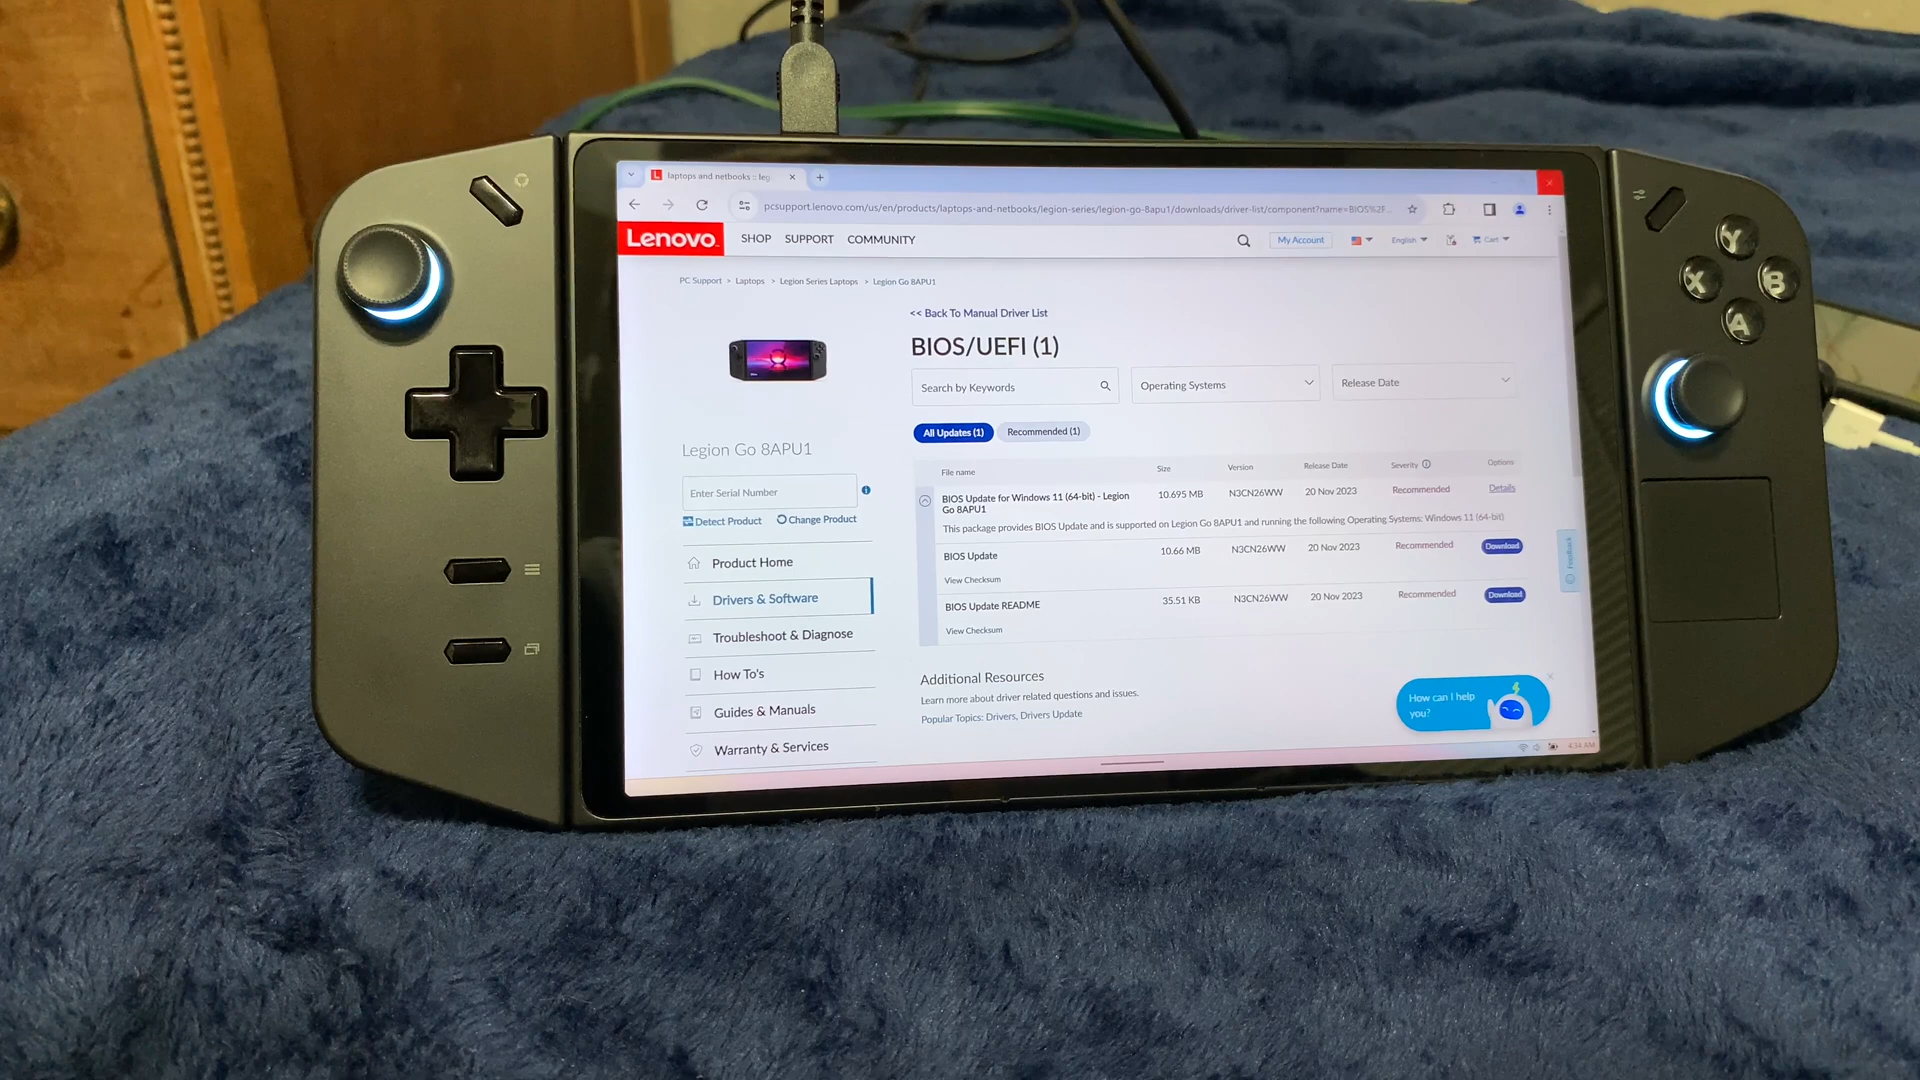 laptops and netbooks :: leg
pcsupport.lenovo.com/us/en/products/laptops-and-netbooks/legion-series/legion-go-8apu1/downloads/driver-list/component?name=BIOS%2F...
Lenovo SHOP SUPPORT COMMUNITY My Account English Cart
PC Support > Laptops > Legion Series Laptops > Legion Go 8APU1
<< Back To Manual Driver List
BIOS/UEFI (1)
Search by Keywords Operating Systems Release Date
All Updates (1) Recommended (1)
Legion Go 8APU1
Enter Serial Number
Detect Product Change Product
Product Home
Drivers & Software
Troubleshoot & Diagnose
How To's
Guides & Manuals
Warranty & Services
File name Size Version Release Date Severity Options
BIOS Update for Windows 11 (64-bit) - Legion
Go 8APU1
10.695 MB N3CN26WW 20 Nov 2023 Recommended Details
This package provides BIOS Update and is supported on Legion Go 8APU1 and running the following Operating Systems: Windows 11 (64-bit)
BIOS Update 10.66 MB N3CN26WW 20 Nov 2023 Recommended Download
View Checksum
BIOS Update README 35.51 KB N3CN26WW 20 Nov 2023 Recommended Download
View Checksum
Additional Resources
Learn more about driver related questions and issues.
Popular Topics: Drivers, Drivers Update
Feedback
How can I help
you?
4:34 AM
Y
X
B
A